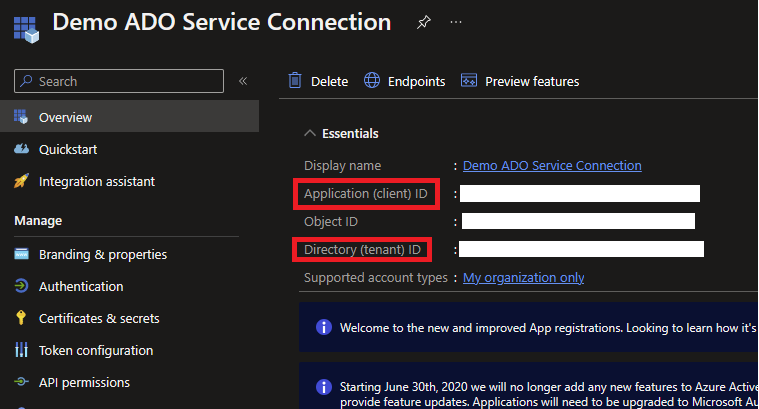 Demo ADO Service Connection
Search
Delete
Endpoints
Preview features
Overview
Quickstart
Integration assistant
Manage
Branding & properties
Authentication
Certificates & secrets
Token configuration
API permissions
Essentials
Display name : Demo ADO Service Connection
Application (client) ID :
Object ID :
Directory (tenant) ID :
Supported account types : My organization only
Welcome to the new and improved App registrations. Looking to learn how it's
Starting June 30th, 2020 we will no longer add any new features to Azure Active
provide feature updates. Applications will need to be upgraded to Microsoft Au